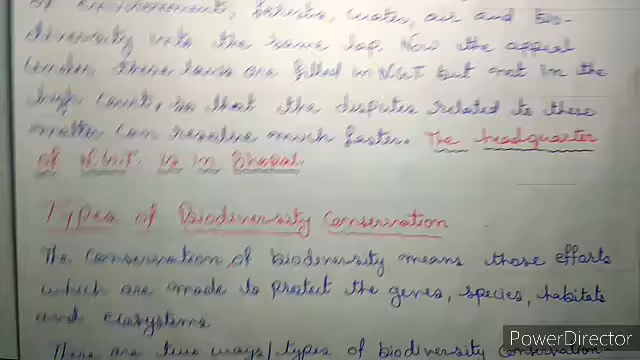 of environment, forests, water, air and bio-
diversity into the same lap. Now the appeal
under these laws are filled in NGT but not in the
high court, so that the disputes related to these
matter can resolve much faster. The headquarter
of NGT. is in Bhopal.
Types of Biodiversity Conservation
The conservation of biodiversity means those efforts
which are made to protect the genes, species, habitats
and ecosystems
There are two ways/types of biodiversity conservation-
PowerDirector